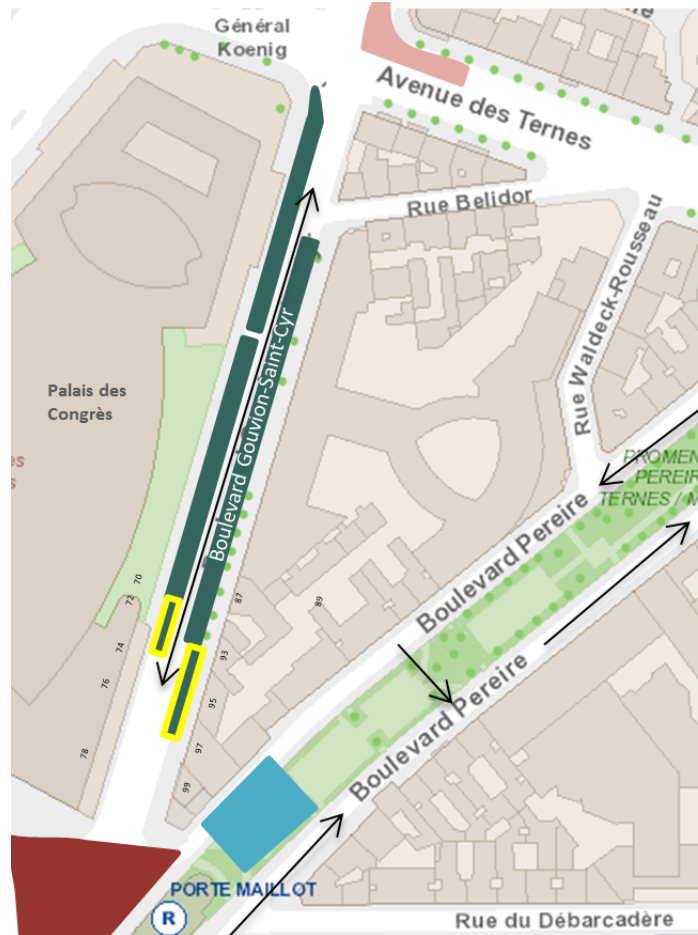 Général
Koenig
Avenue des Ternes
Rue Belidor
Rue Waldeck-Rousseau
Boulevard Gouvion-Saint-Cyr
Palais des
Congrès
PROMEN
PEREIR
TERNES / M
Boulevard Pereire
Boulevard Pereire
70
72
74
76
78
87
89
93
95
97
99
PORTE MAILLOT
R
Rue du Débarcadère